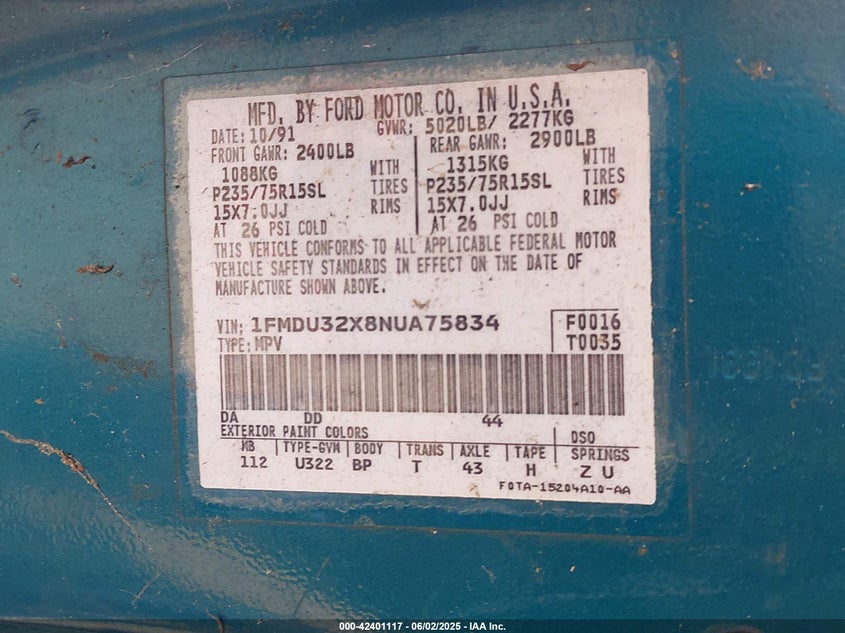 MFD. BY FORD MOTOR CO. IN U.S.A.
DATE: 10/91 GVWR: 5020LB/ 2277KG
FRONT GAWR: 2400LB REAR GAWR: 2900LB
1088KG WITH 1315KG WITH
P235/75R15SL TIRES P235/75R15SL TIRES
15X7.0JJ RIMS 15X7.0JJ RIMS
AT 26 PSI COLD AT 26 PSI COLD
THIS VEHICLE CONFORMS TO ALL APPLICABLE FEDERAL MOTOR
VEHICLE SAFETY STANDARDS IN EFFECT ON THE DATE OF
MANUFACTURE SHOWN ABOVE.
VIN: 1FMDU32X8NUA75834 F0016
TYPE: MPV T0035
DA DD 44
EXTERIOR PAINT COLORS DSO
WB TYPE-GVW BODY TRANS AXLE TAPE SPRINGS
112 U322 BP T 43 H Z U
F0TA-15204A10-AA
000-42401117 - 06/02/2025 - IAA Inc.